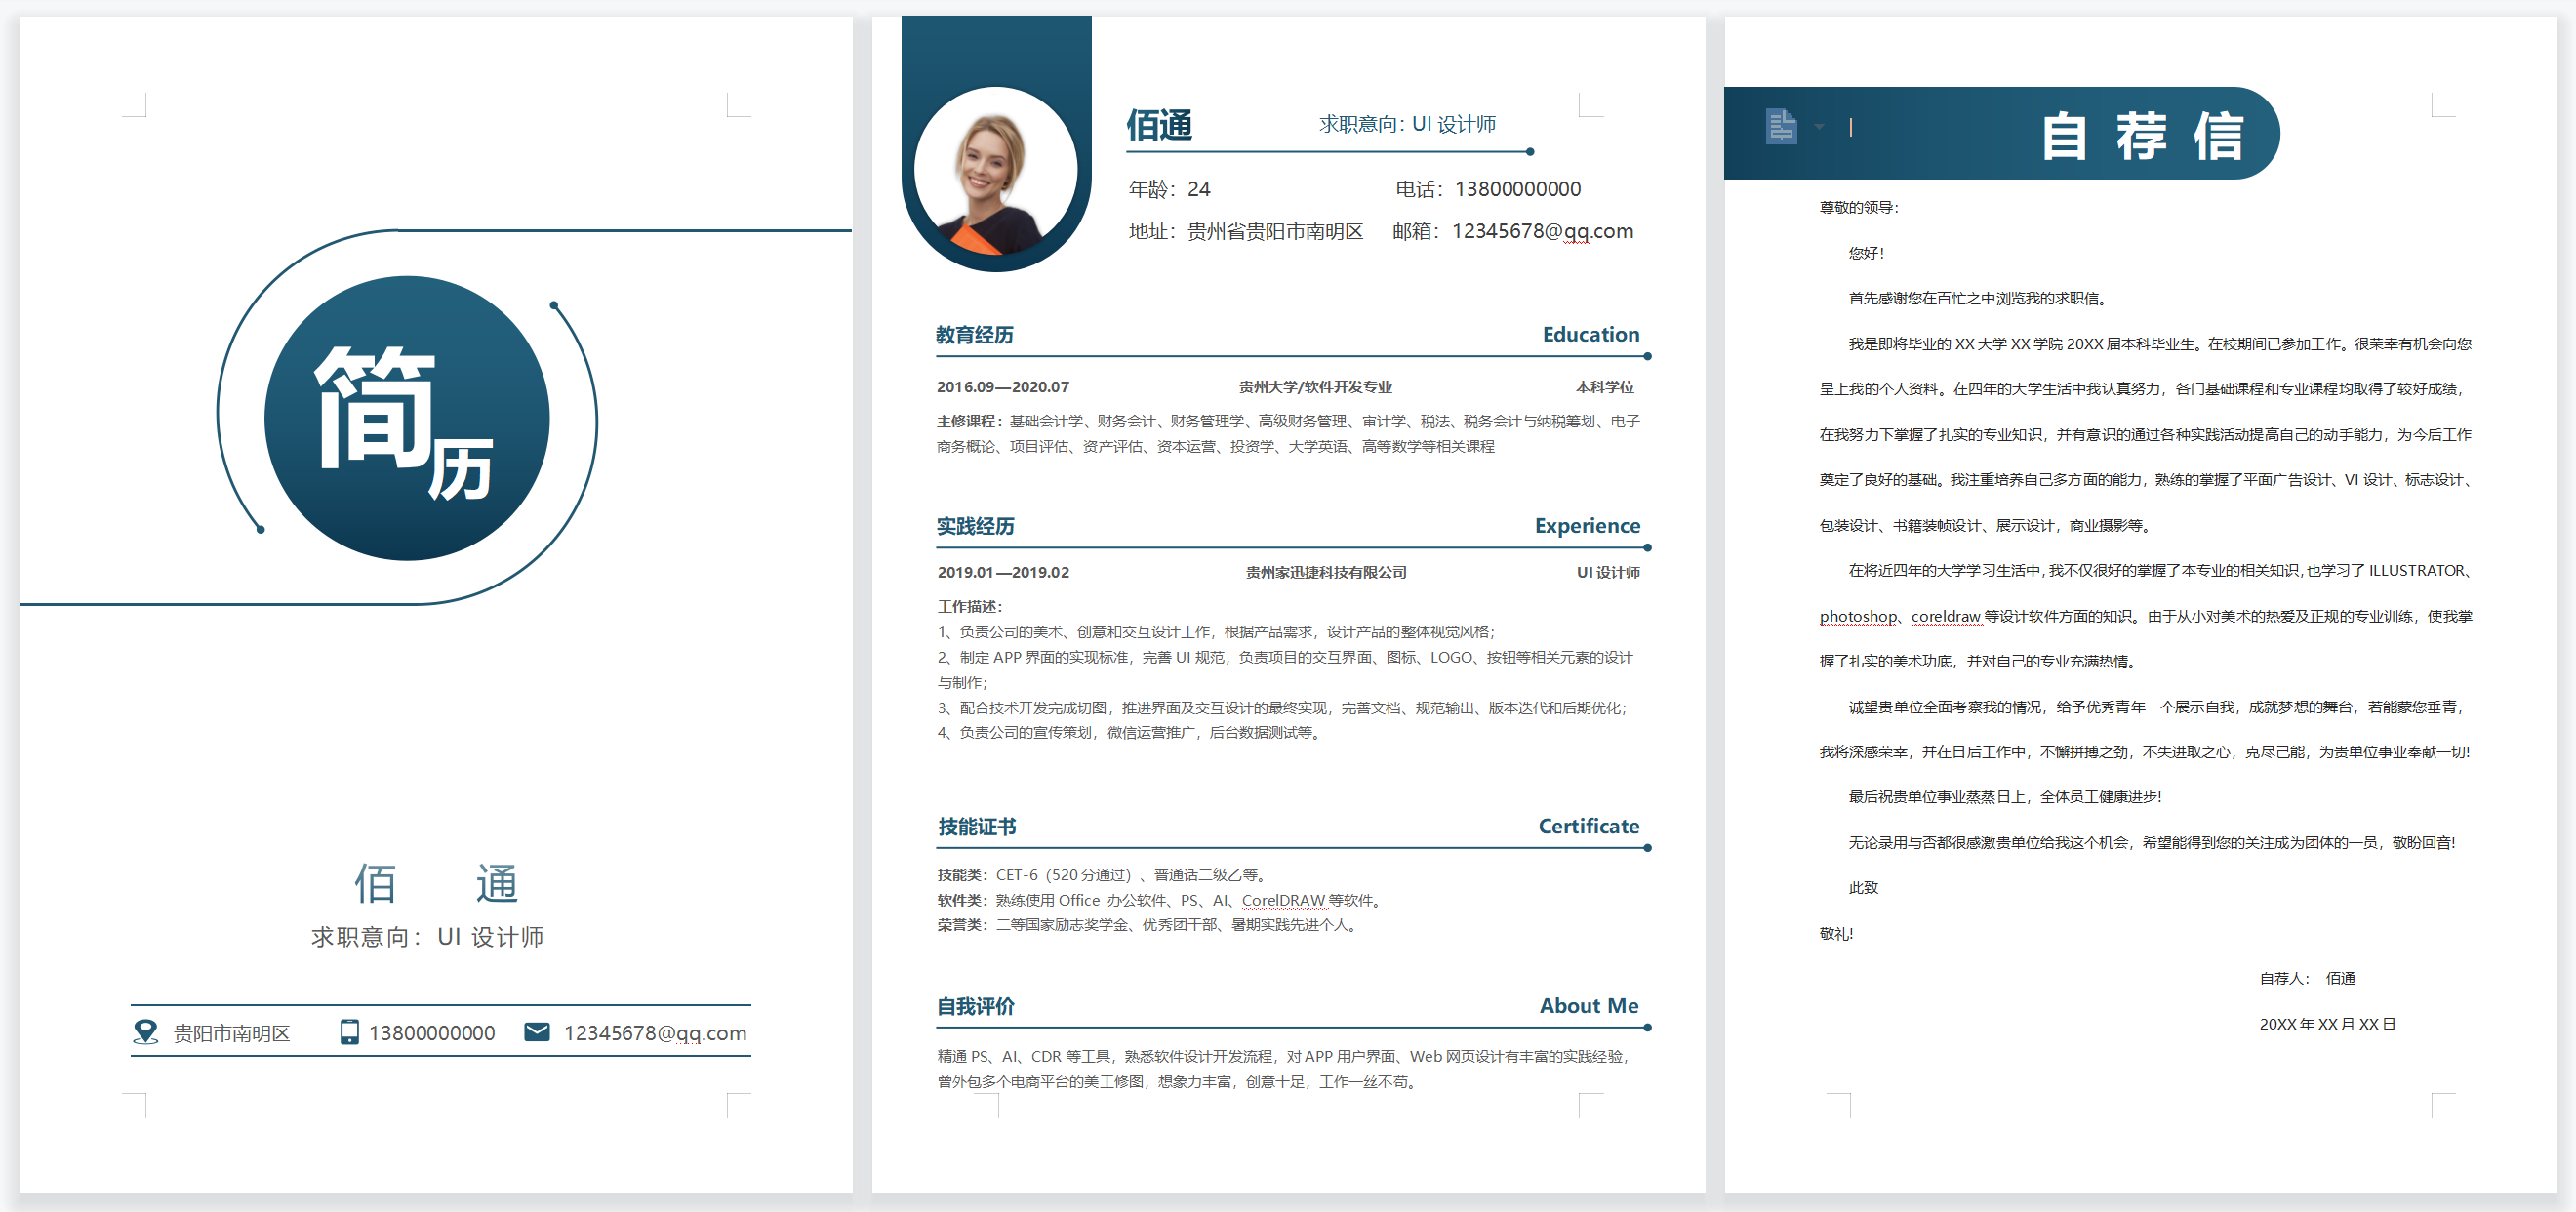 简
历
佰 通
求职意向：UI 设计师
贵阳市南明区 13800000000 12345678@qq.com
佰通 求职意向：UI 设计师
年龄：24 电话：13800000000
地址：贵州省贵阳市南明区 邮箱：12345678@qq.com
教育经历 Education
2016.09—2020.07 贵州大学/软件开发专业 本科学位
主修课程：基础会计学、财务会计、财务管理学、高级财务管理、审计学、税法、税务会计与纳税筹划、电子
商务概论、项目评估、资产评估、资本运营、投资学、大学英语、高等数学等相关课程
实践经历 Experience
2019.01—2019.02 贵州家迅捷科技有限公司 UI 设计师
工作描述：
1、负责公司的美术、创意和交互设计工作，根据产品需求，设计产品的整体视觉风格；
2、制定 APP 界面的实现标准，完善 UI 规范，负责项目的交互界面、图标、LOGO、按钮等相关元素的设计
与制作；
3、配合技术开发完成切图，推进界面及交互设计的最终实现，完善文档、规范输出、版本迭代和后期优化；
4、负责公司的宣传策划，微信运营推广，后台数据测试等。
技能证书 Certificate
技能类：CET-6（520 分通过）、普通话二级乙等。
软件类：熟练使用 Office 办公软件、PS、AI、CorelDRAW 等软件。
荣誉类：二等国家励志奖学金、优秀团干部、暑期实践先进个人。
自我评价 About Me
精通 PS、AI、CDR 等工具，熟悉软件设计开发流程，对 APP 用户界面、Web 网页设计有丰富的实践经验，
曾外包多个电商平台的美工修图，想象力丰富，创意十足，工作一丝不苟。
自 荐 信
尊敬的领导：
您好！
首先感谢您在百忙之中浏览我的求职信。
我是即将毕业的 XX 大学 XX 学院 20XX 届本科毕业生。在校期间已参加工作。很荣幸有机会向您
呈上我的个人资料。在四年的大学生活中我认真努力，各门基础课程和专业课程均取得了较好成绩，
在我努力下掌握了扎实的专业知识，并有意识的通过各种实践活动提高自己的动手能力，为今后工作
奠定了良好的基础。我注重培养自己多方面的能力，熟练的掌握了平面广告设计、VI 设计、标志设计、
包装设计、书籍装帧设计、展示设计，商业摄影等。
在将近四年的大学学习生活中，我不仅很好的掌握了本专业的相关知识，也学习了 ILLUSTRATOR、
photoshop、coreldraw 等设计软件方面的知识。由于从小对美术的热爱及正规的专业训练，使我掌
握了扎实的美术功底，并对自己的专业充满热情。
诚望贵单位全面考察我的情况，给予优秀青年一个展示自我，成就梦想的舞台，若能蒙您垂青，
我将深感荣幸，并在日后工作中，不懈拼搏之劲，不失进取之心，克尽己能，为贵单位事业奉献一切!
最后祝贵单位事业蒸蒸日上，全体员工健康进步!
无论录用与否都很感激贵单位给我这个机会，希望能得到您的关注成为团体的一员，敬盼回音!
此致
敬礼!
自荐人： 佰通
20XX 年 XX 月 XX 日